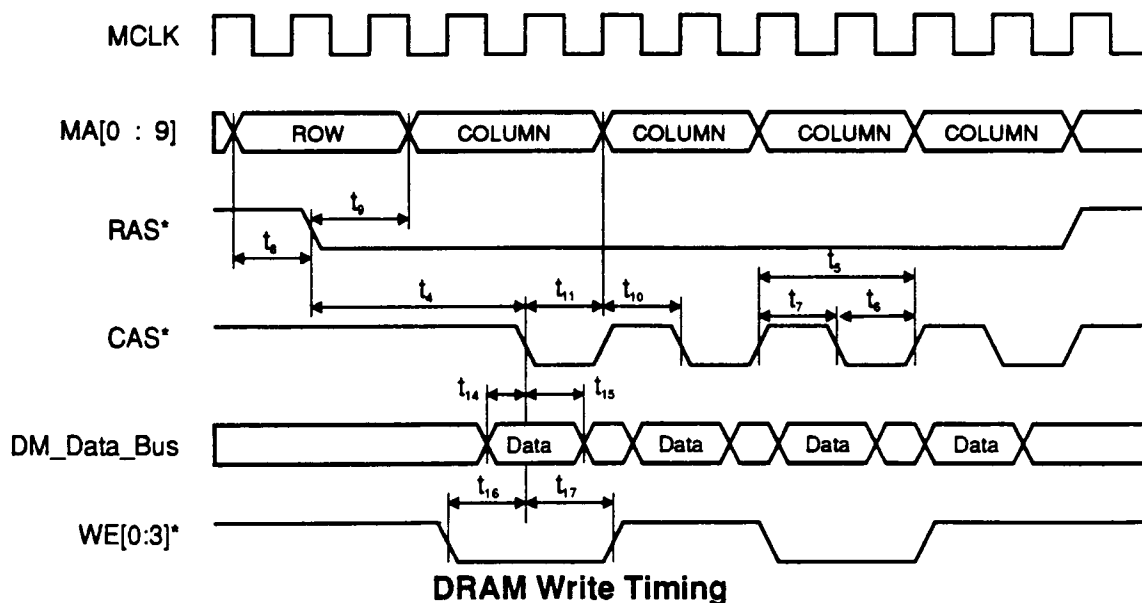 MCLK
MA[0 : 9]
ROW COLUMN COLUMN COLUMN COLUMN
RAS*
t9
t8
t5
t4 t11 t10 t7 t6
CAS*
t14 t15
DM_Data_Bus
Data Data Data Data
t16 t17
WE[0:3]*
DRAM Write Timing